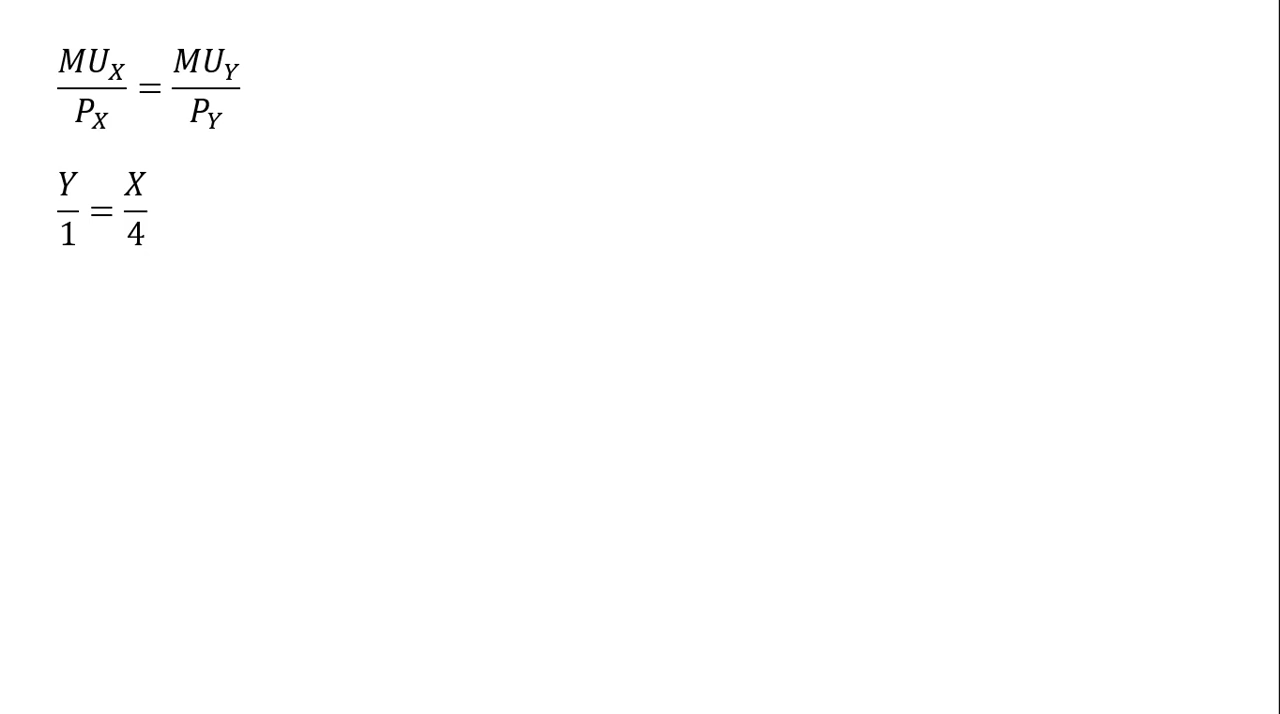 MU_X / P_X = MU_Y / P_Y
Y / 1 = X / 4